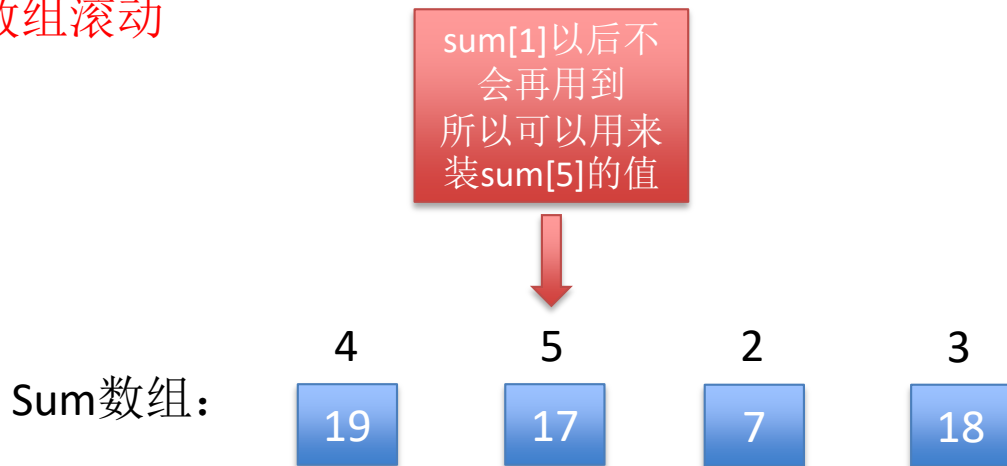 数组滚动
sum[1]以后不
会再用到
所以可以用来
装sum[5]的值
4 5 2 3
Sum数组：
19 17 7 18